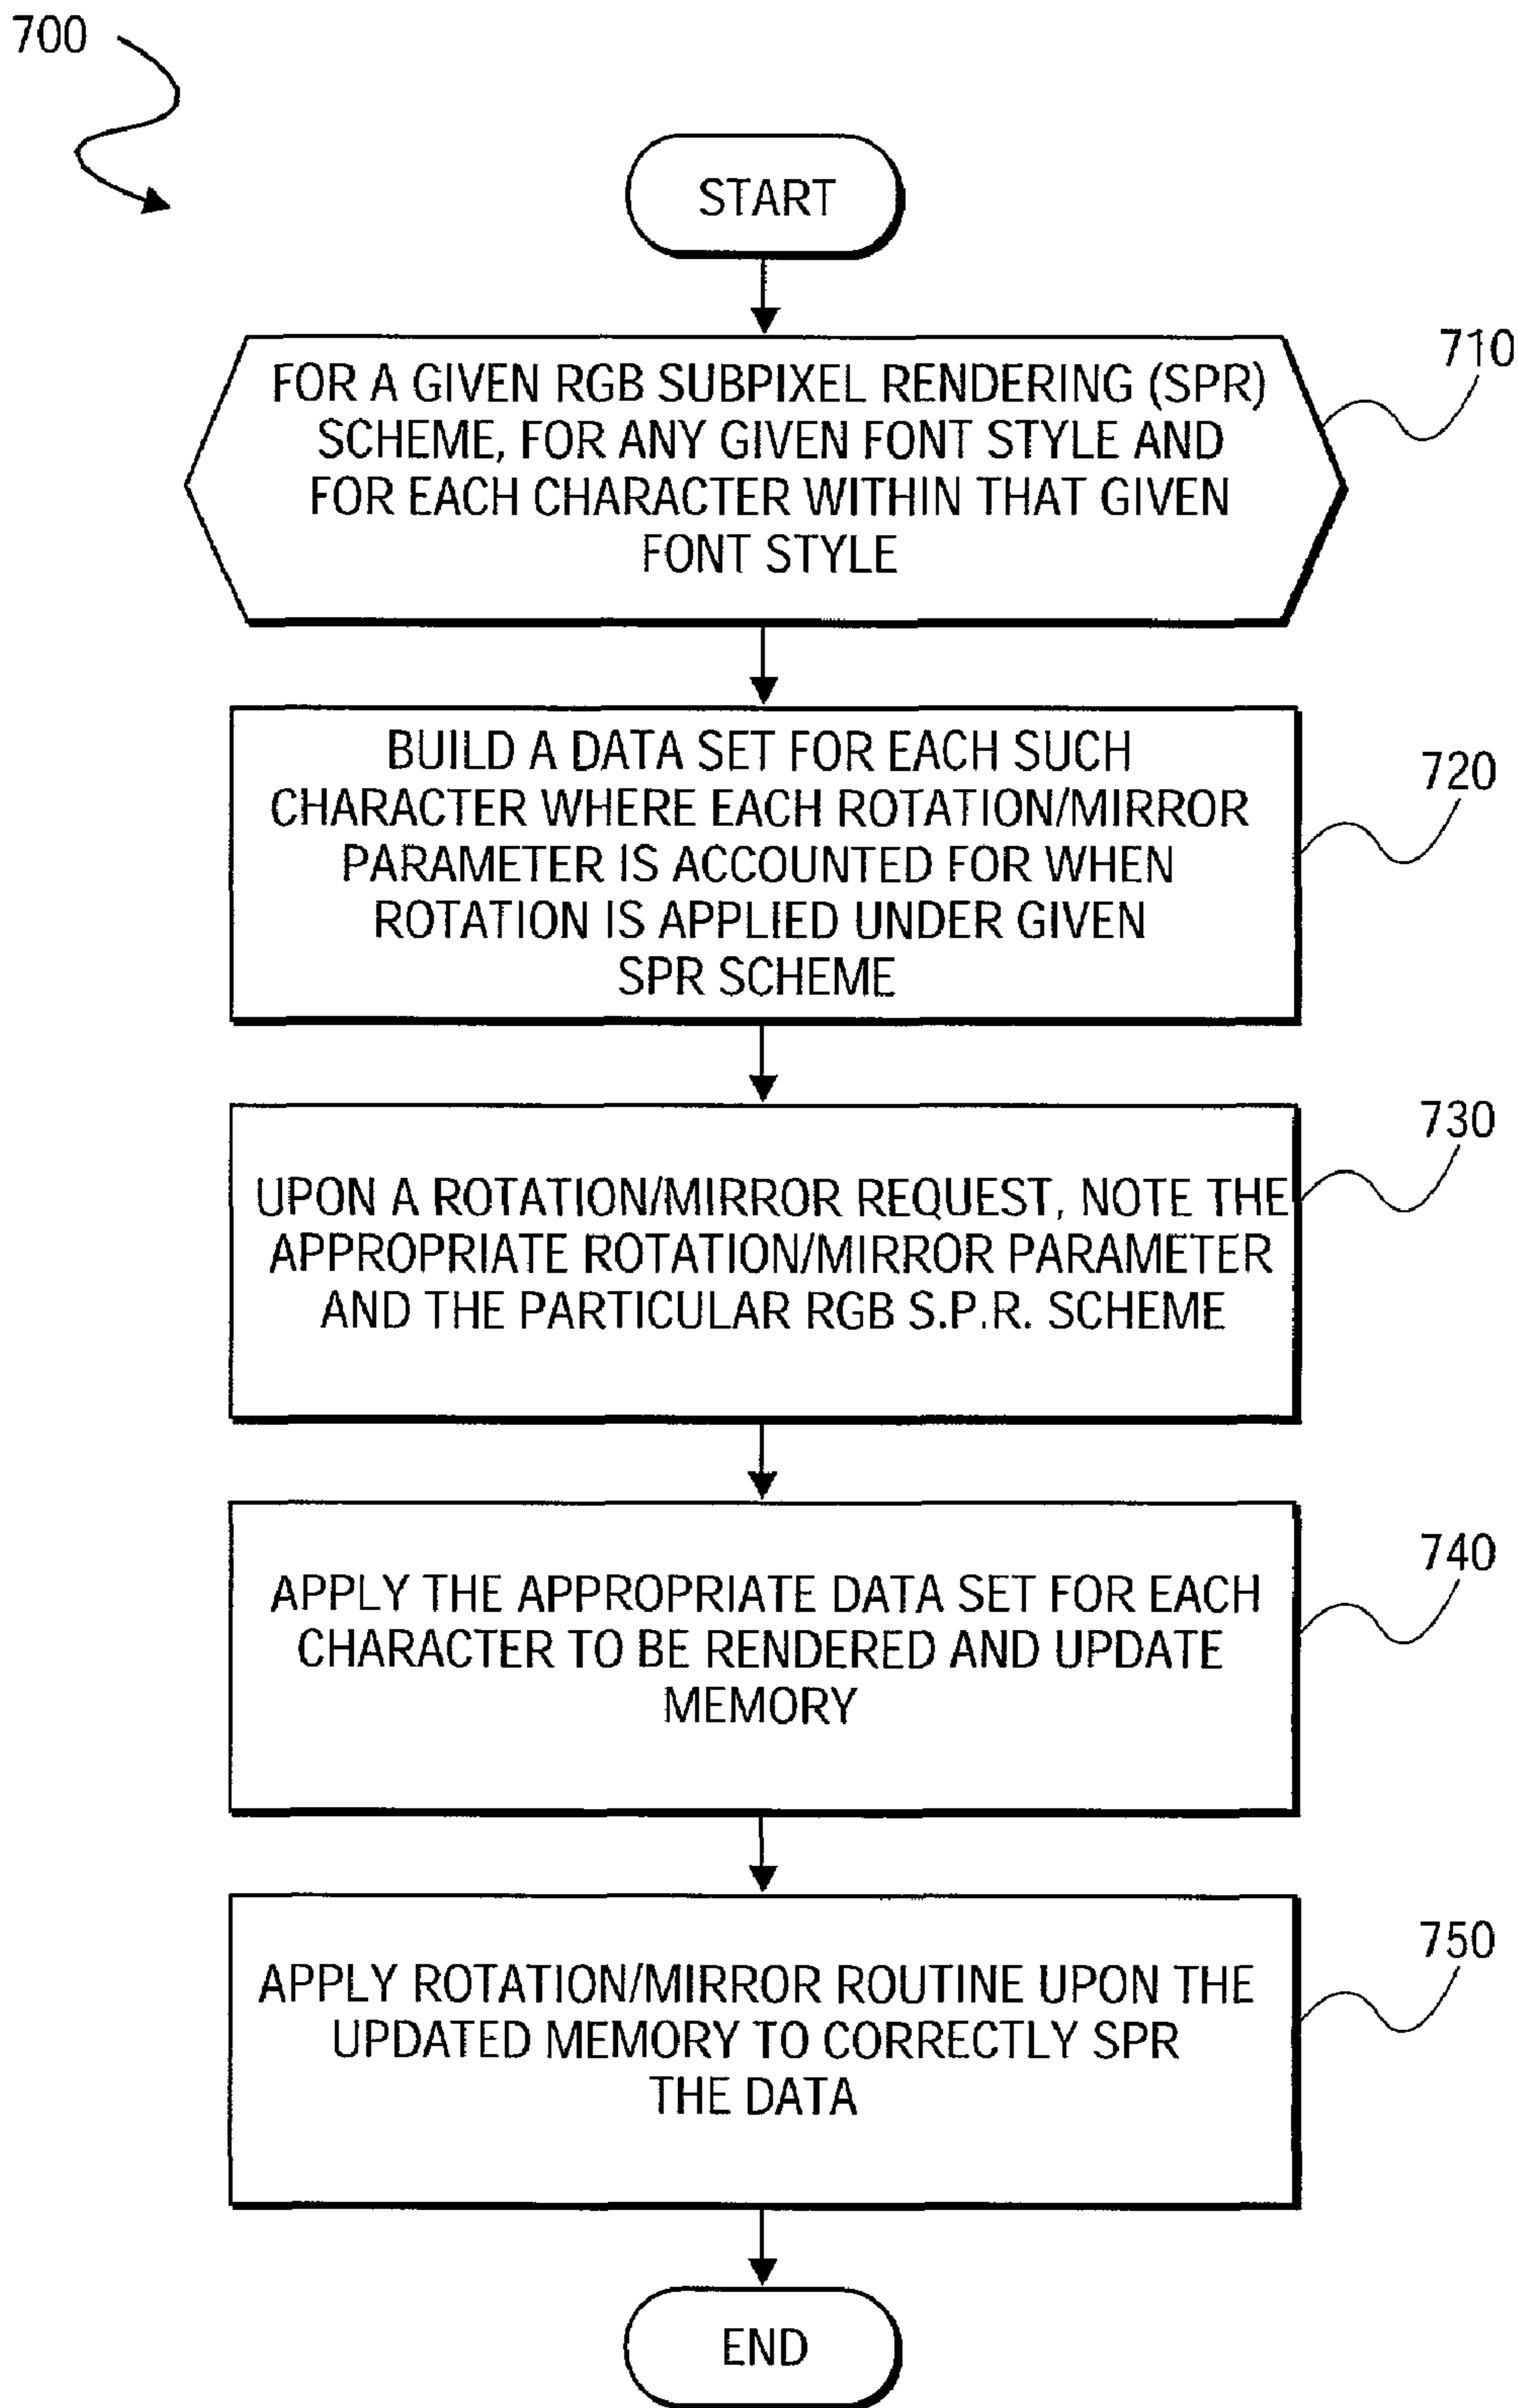 700
START
710
FOR A GIVEN RGB SUBPIXEL RENDERING (SPR)
SCHEME, FOR ANY GIVEN FONT STYLE AND
FOR EACH CHARACTER WITHIN THAT GIVEN
FONT STYLE
720
BUILD A DATA SET FOR EACH SUCH
CHARACTER WHERE EACH ROTATION/MIRROR
PARAMETER IS ACCOUNTED FOR WHEN
ROTATION IS APPLIED UNDER GIVEN
SPR SCHEME
730
UPON A ROTATION/MIRROR REQUEST, NOTE THE
APPROPRIATE ROTATION/MIRROR PARAMETER
AND THE PARTICULAR RGB S.P.R. SCHEME
740
APPLY THE APPROPRIATE DATA SET FOR EACH
CHARACTER TO BE RENDERED AND UPDATE
MEMORY
750
APPLY ROTATION/MIRROR ROUTINE UPON THE
UPDATED MEMORY TO CORRECTLY SPR
THE DATA
END